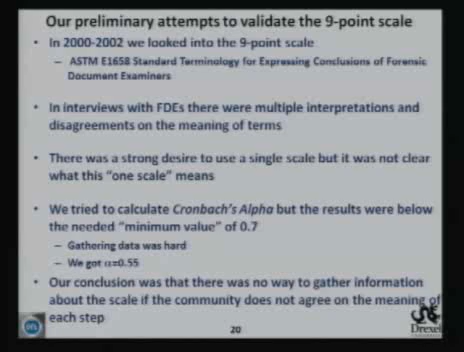 Our preliminary attempts to validate the 9-point scale
• In 2000-2002 we looked into the 9-point scale
– ASTM E1658 Standard Terminology for Expressing Conclusions of Forensic
Document Examiners
• In interviews with FDEs there were multiple interpretations and
disagreements on the meaning of terms
• There was a strong desire to use a single scale but it was not clear
what this "one scale" means
• We tried to calculate Cronbach's Alpha but the results were below
the needed "minimum value" of 0.7
– Gathering data was hard
– We got α=0.55
• Our conclusion was that there was no way to gather information
about the scale if the community does not agree on the meaning of
each step
20
Drexel